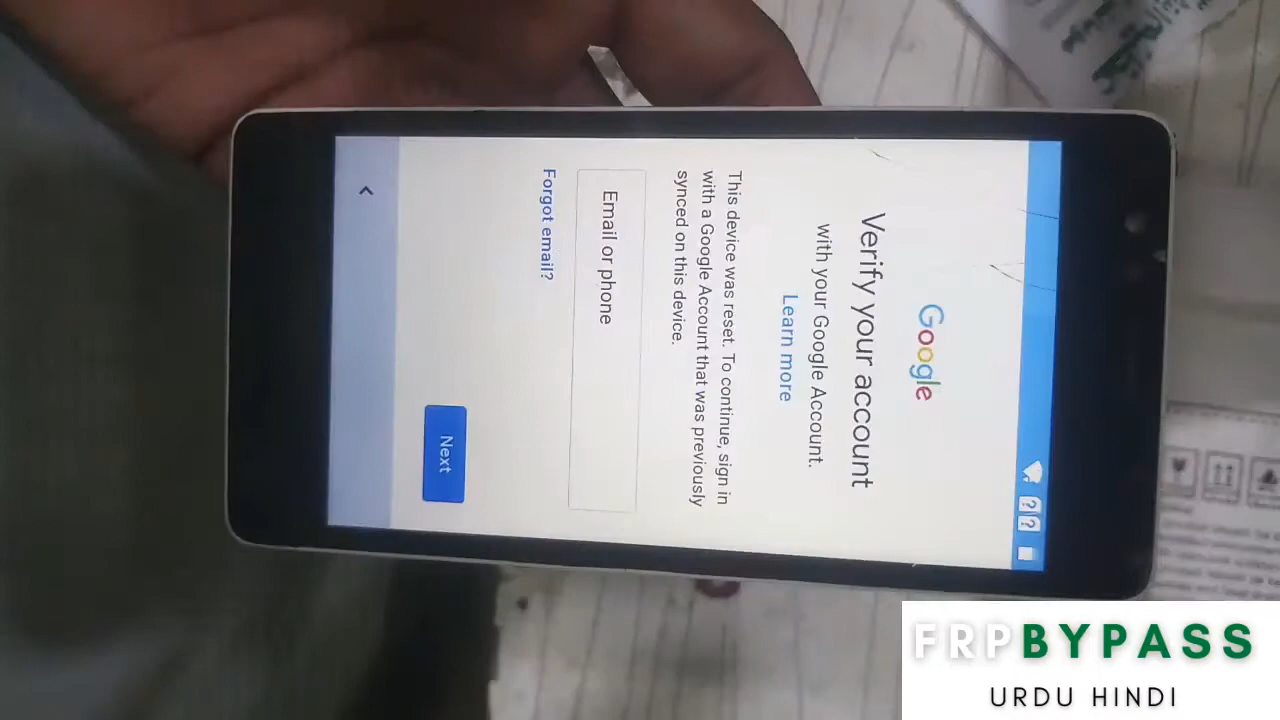 Google
Verify your account
with your Google Account.
Learn more
This device was reset. To continue, sign in
with a Google Account that was previously
synced on this device.
Email or phone
Forgot email?
Next
FRPBYPASS
URDU HINDI